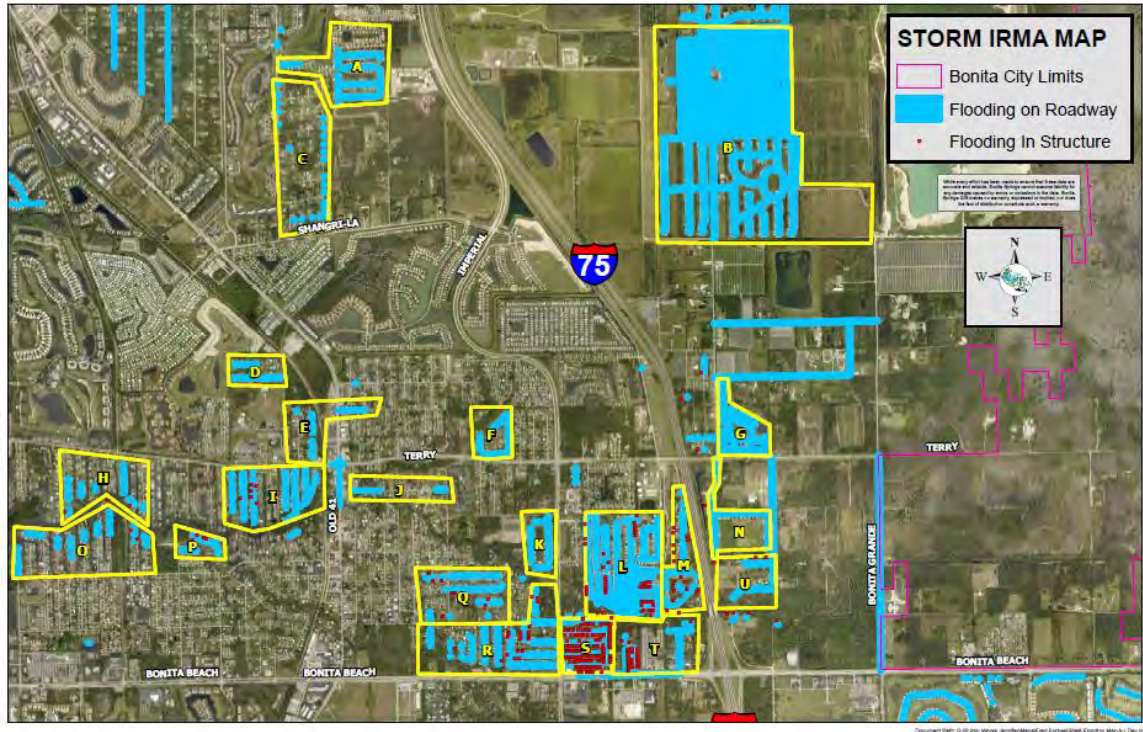 STORM IRMA MAP
Bonita City Limits
Flooding on Roadway
Flooding In Structure
N
W E
S
A
B
C
SHANGRI-LA
IMPERIAL
75
D
E
F
G
TERRY
TERRY
H
I
J
OLD 41
K
L
M
N
O
P
Q
R
S
T
U
BONITA GRANDE
BONITA BEACH
BONITA BEACH
BONITA BEACH